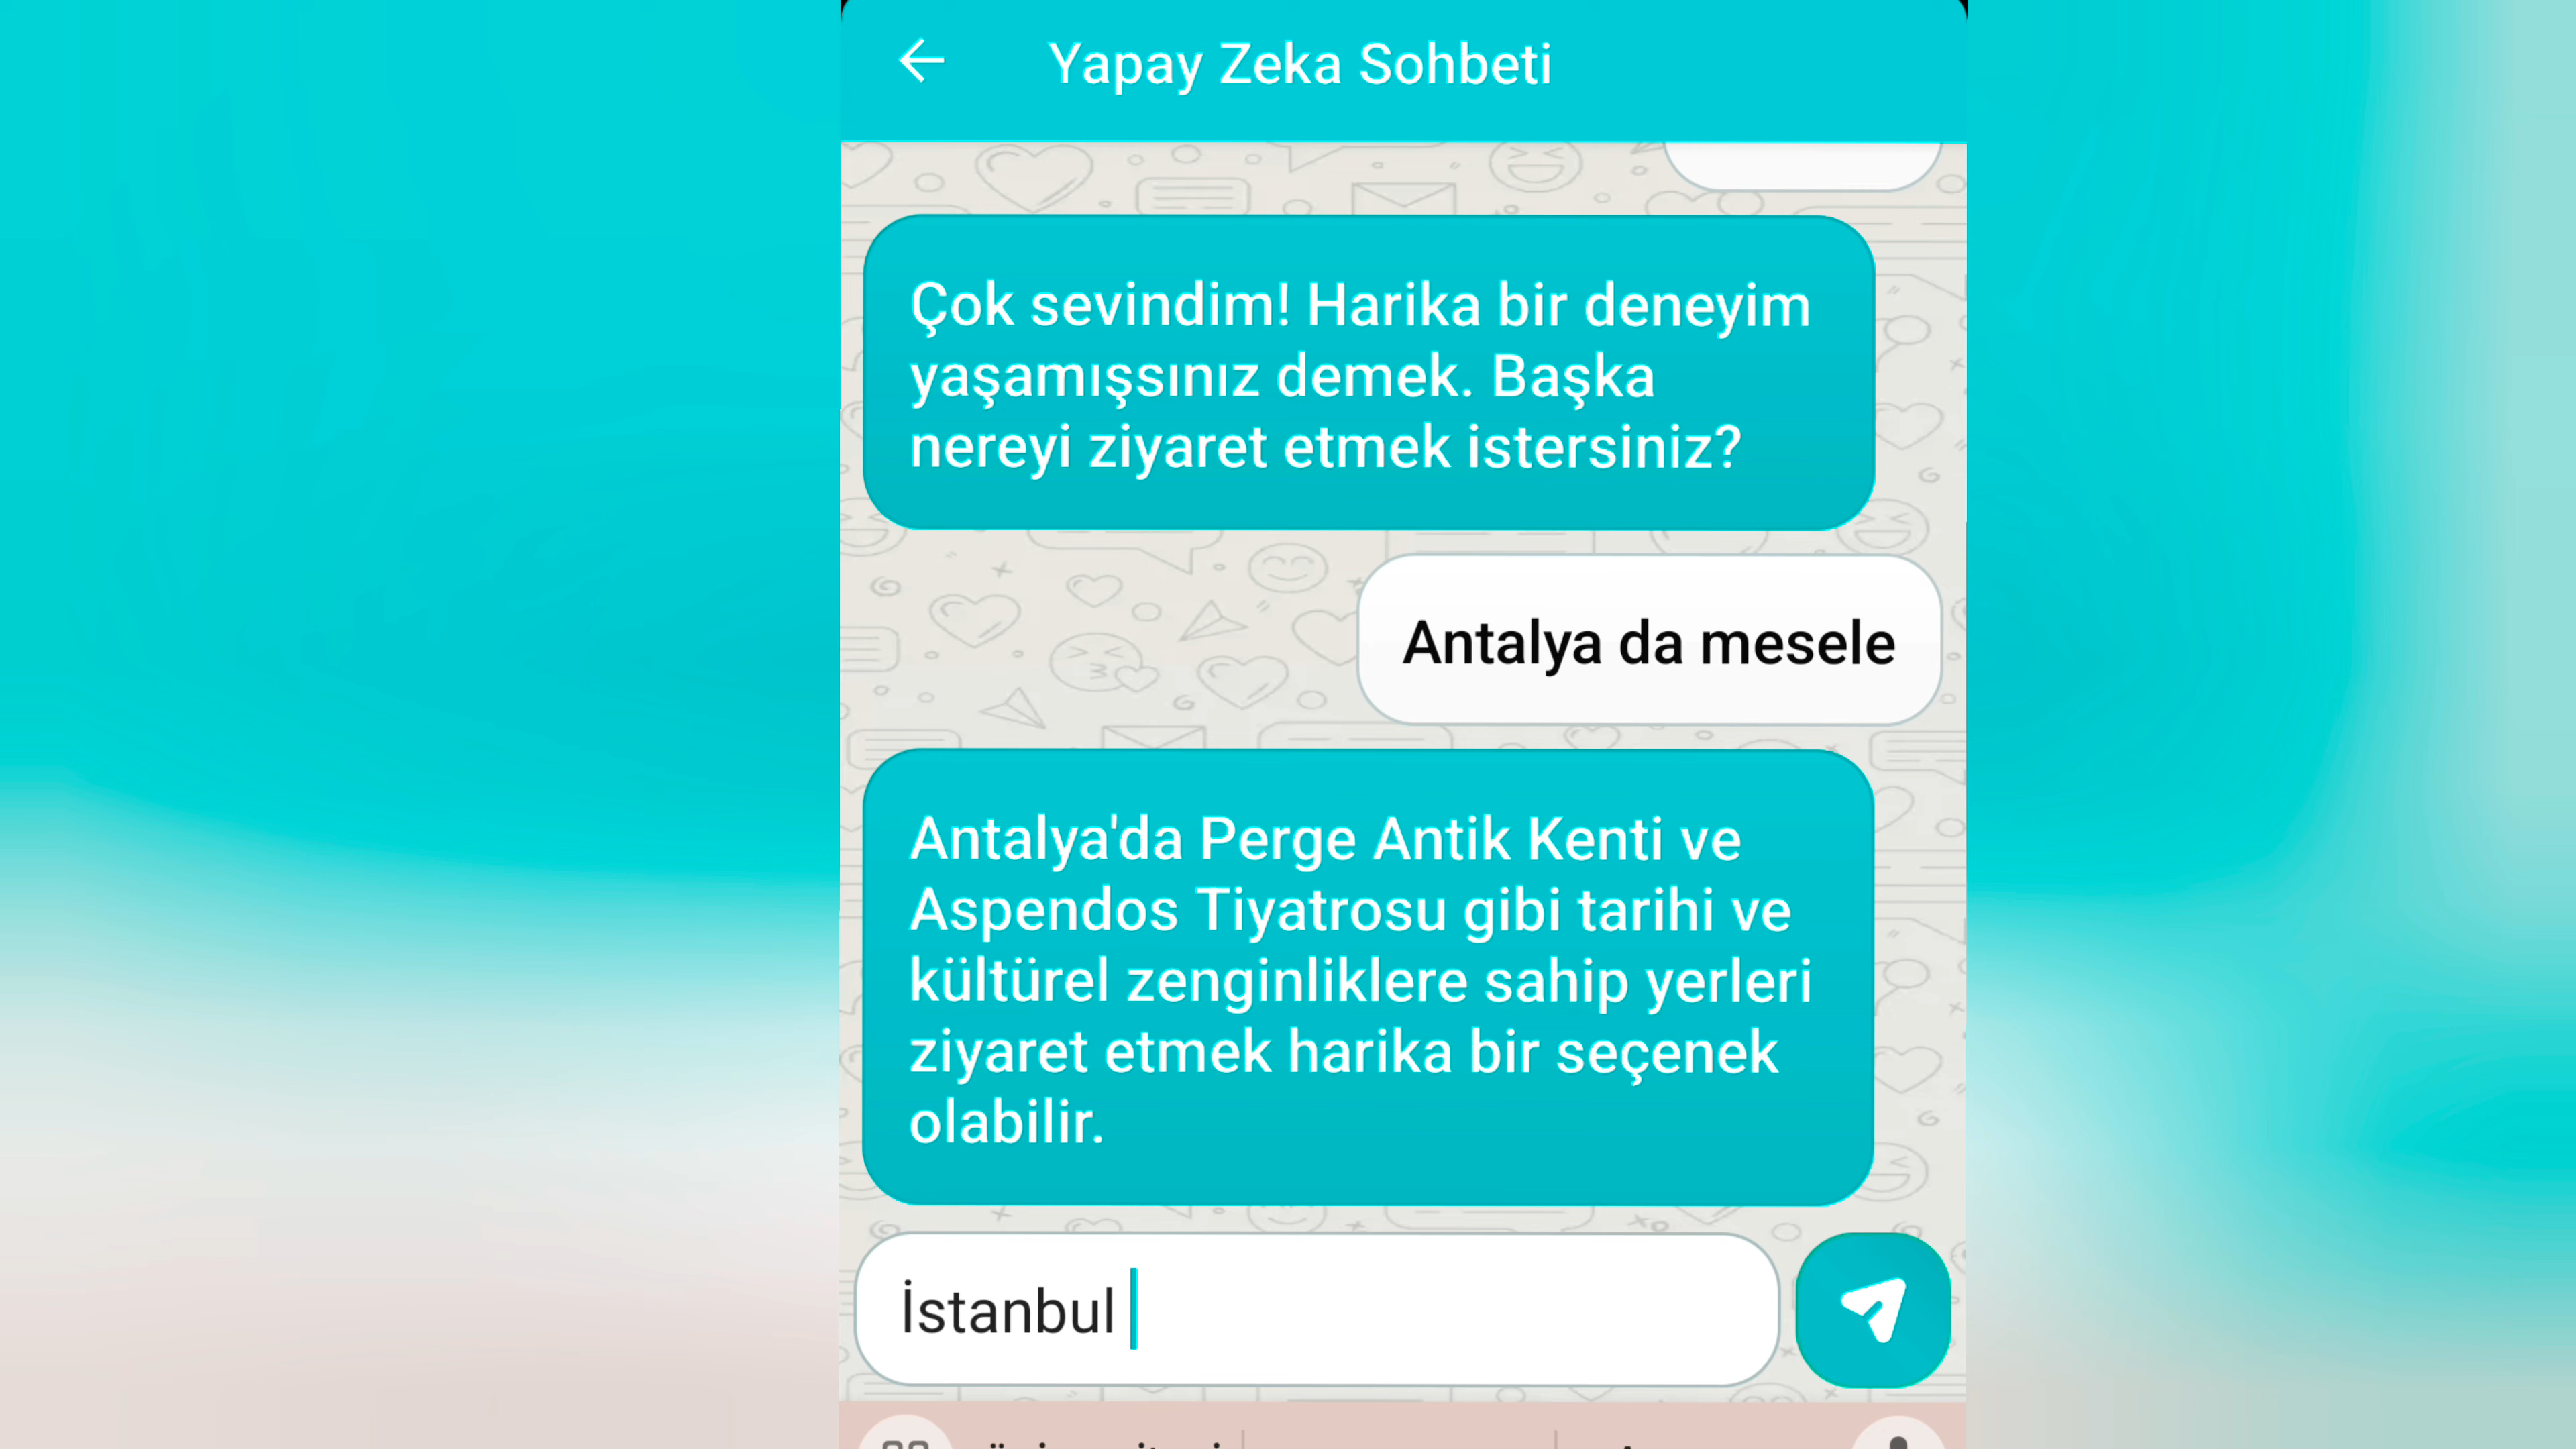 Yapay Zeka Sohbeti
Çok sevindim! Harika bir deneyim
yaşamışsınız demek. Başka
nereyi ziyaret etmek istersiniz?
Antalya da mesele
Antalya'da Perge Antik Kenti ve
Aspendos Tiyatrosu gibi tarihi ve
kültürel zenginliklere sahip yerleri
ziyaret etmek harika bir seçenek
olabilir.
İstanbul